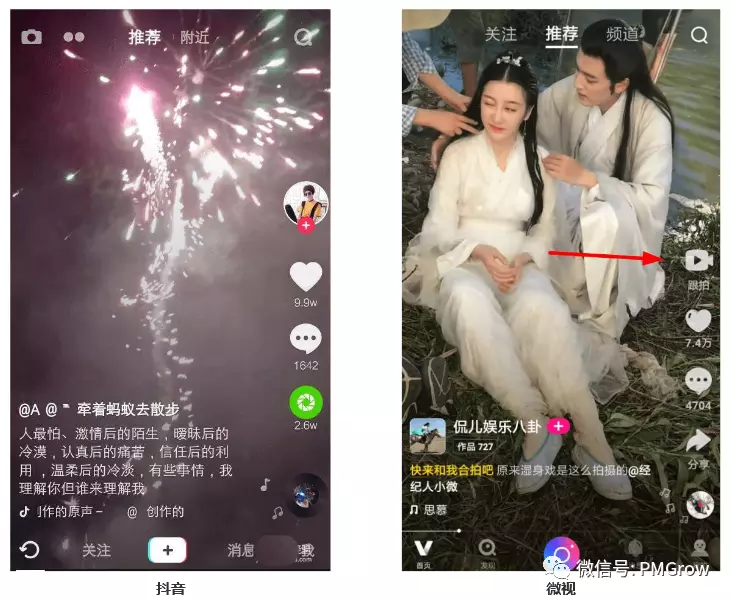 推荐
附近
9.9w
1642
2.6w
@A @
牵着蚂蚁去散步
人最怕、激情后的陌生，暧昧后的
冷漠，认真后的痛苦，信任后的利
用，温柔后的冷淡，有些事情，我
理解你但谁来理解我
创作的原声 -
@ 创作的
关注
消息
我
抖音
关注
推荐
频道
跟拍
7.4万
4704
分享
侃儿娱乐八卦
作品 727
快来和我合拍吧 原来湿身戏是这么拍摄的@经
纪人小微
思慕
首页
发现
微信号: PMGrow
微视